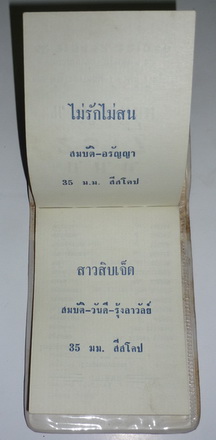 ไม่รักไม่สน
สมบัติ-อรัญญา
35 ม.ม. สีสโคป
สาวสิบเจ็ด
สมบัติ-วันดี-รุ้งลาวัลย์
35 มม. สีสโคป